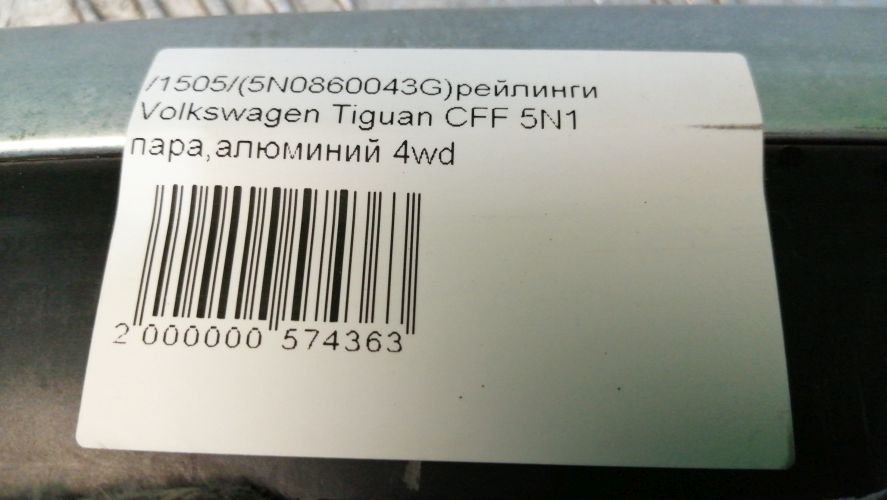 /1505/(5N0860043G)рейлинги
Volkswagen Tiguan CFF 5N1
пара,алюминий 4wd
2 000000 574363